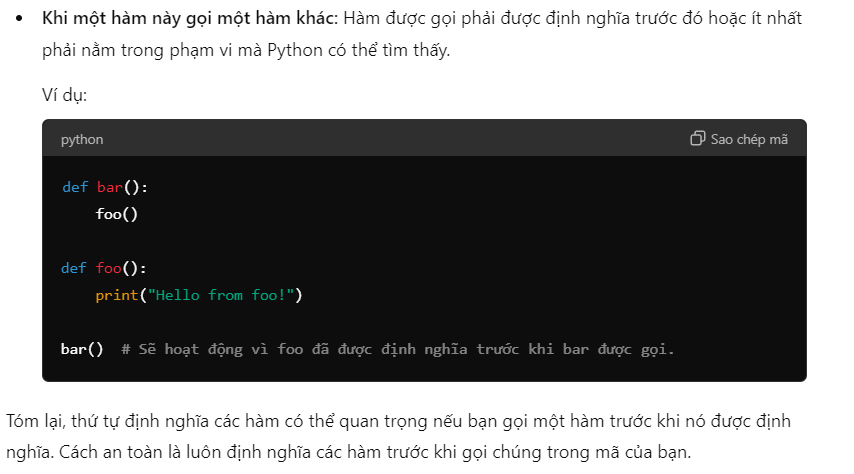 Khi một hàm này gọi một hàm khác: Hàm được gọi phải được định nghĩa trước đó hoặc ít nhất
phải nằm trong phạm vi mà Python có thể tìm thấy.
Ví dụ:
python Sao chép mã
def bar():
    foo()
def foo():
    print("Hello from foo!")
bar()  # Sẽ hoạt động vì foo đã được định nghĩa trước khi bar được gọi.
Tóm lại, thứ tự định nghĩa các hàm có thể quan trọng nếu bạn gọi một hàm trước khi nó được định
nghĩa. Cách an toàn là luôn định nghĩa các hàm trước khi gọi chúng trong mã của bạn.